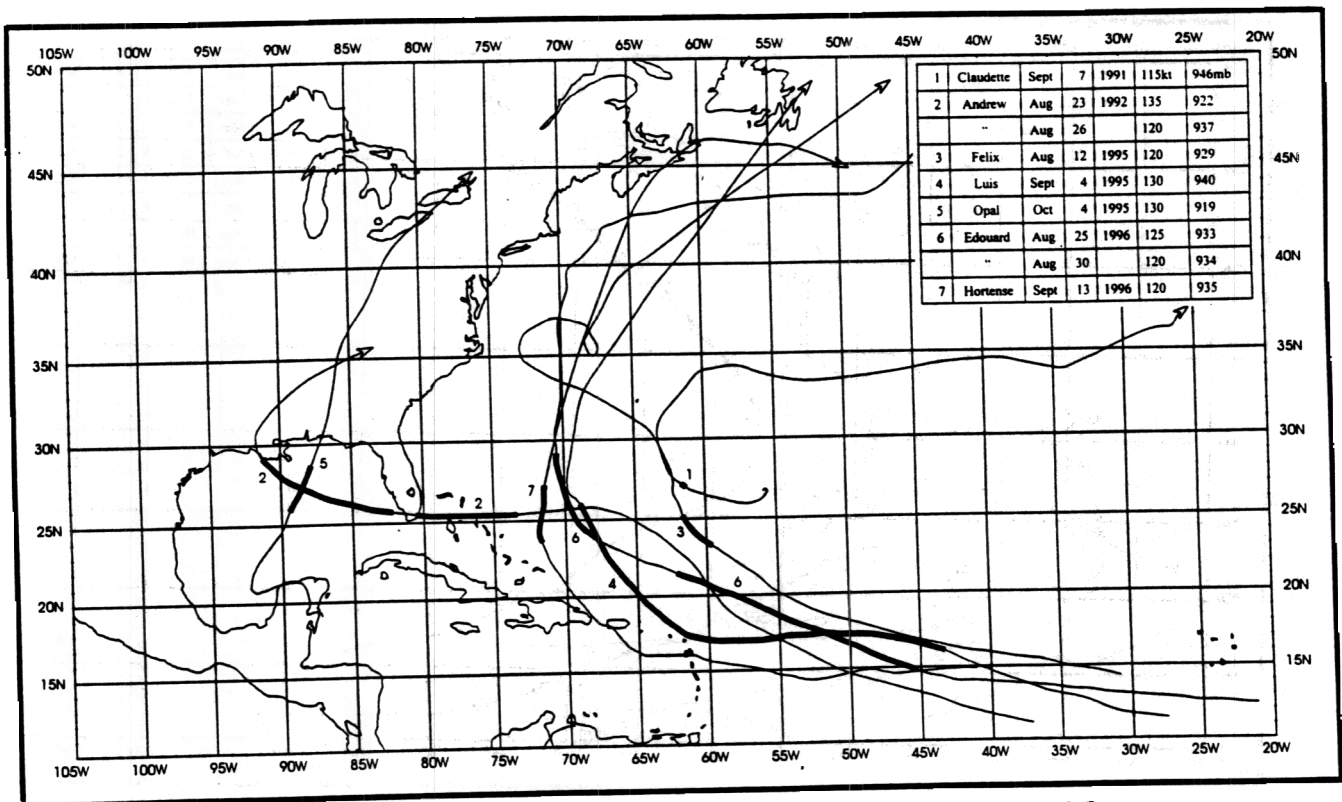 105W 100W 95W 90W 85W 80W 75W 70W 65W 60W 55W 50W 45W 40W 35W 30W 25W 20W
50N 50N
1 Claudette Sept 7 1991 115kt 946mb
2 Andrew Aug 23 1992 135 922
" Aug 26 120 937
3 Felix Aug 12 1995 120 929
4 Luis Sept 4 1995 130 940
5 Opal Oct 4 1995 130 919
6 Edouard Aug 25 1996 125 933
" Aug 30 120 934
7 Hortense Sept 13 1996 120 935
45N 45N
40N 40N
35N 35N
30N 30N
2 5 7 1
2
25N 6 3 25N
4 6
20N 20N
15N 15N
105W 100W 95W 90W 85W 80W 75W 70W 65W 60W 55W 50W 45W 40W 35W 30W 25W 20W